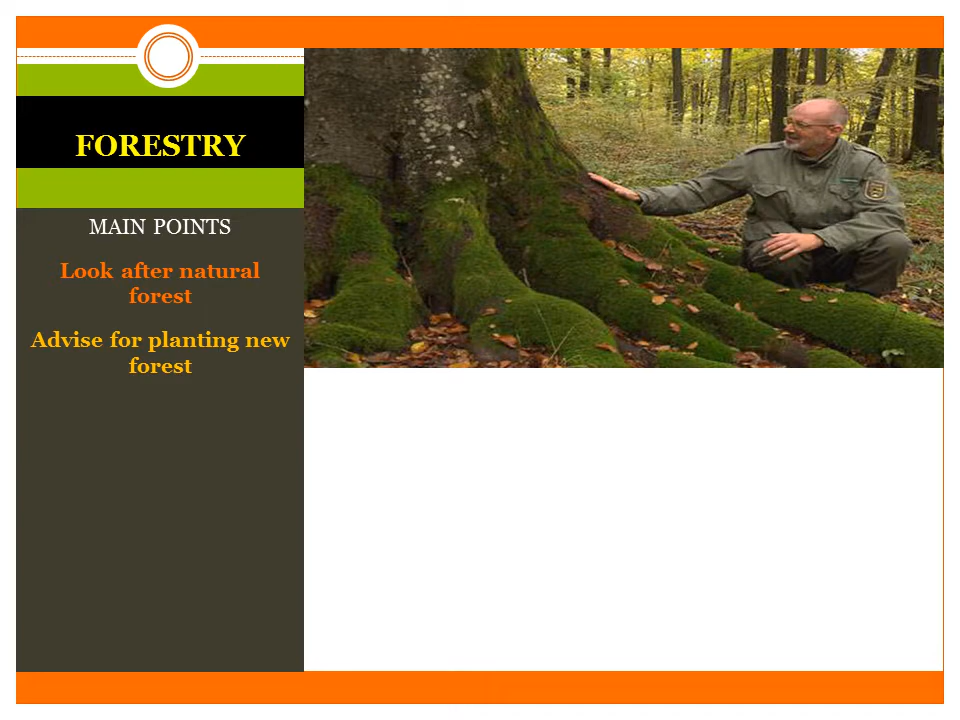 FORESTRY
MAIN POINTS
Look after natural
forest
Advise for planting new
forest